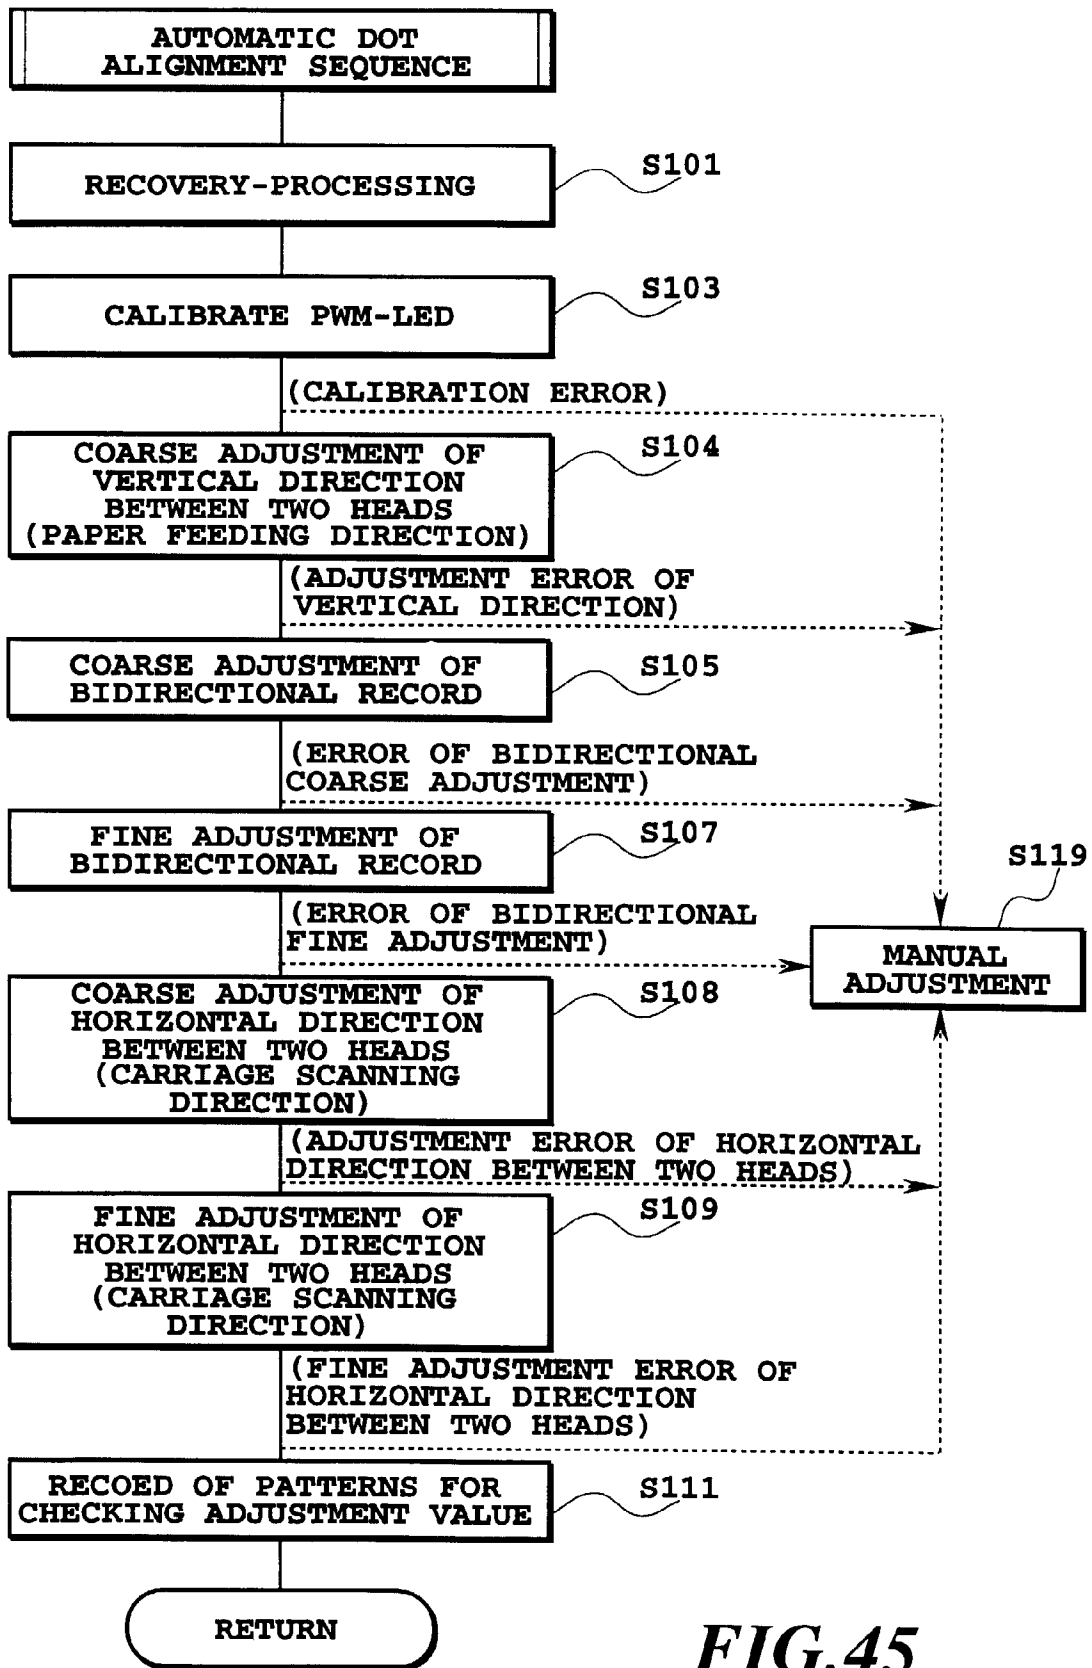 AUTOMATIC DOT
ALIGNMENT SEQUENCE
RECOVERY-PROCESSING
S101
CALIBRATE PWM-LED
S103
(CALIBRATION ERROR)
COARSE ADJUSTMENT OF
VERTICAL DIRECTION
BETWEEN TWO HEADS
(PAPER FEEDING DIRECTION)
S104
(ADJUSTMENT ERROR OF
VERTICAL DIRECTION)
COARSE ADJUSTMENT OF
BIDIRECTIONAL RECORD
S105
(ERROR OF BIDIRECTIONAL
COARSE ADJUSTMENT)
FINE ADJUSTMENT OF
BIDIRECTIONAL RECORD
S107
(ERROR OF BIDIRECTIONAL
FINE ADJUSTMENT)
S119
MANUAL
ADJUSTMENT
COARSE ADJUSTMENT OF
HORIZONTAL DIRECTION
BETWEEN TWO HEADS
(CARRIAGE SCANNING
DIRECTION)
S108
(ADJUSTMENT ERROR OF HORIZONTAL
DIRECTION BETWEEN TWO HEADS)
FINE ADJUSTMENT OF
HORIZONTAL DIRECTION
BETWEEN TWO HEADS
(CARRIAGE SCANNING
DIRECTION)
S109
(FINE ADJUSTMENT ERROR OF
HORIZONTAL DIRECTION
BETWEEN TWO HEADS)
RECOED OF PATTERNS FOR
CHECKING ADJUSTMENT VALUE
S111
RETURN
FIG.45